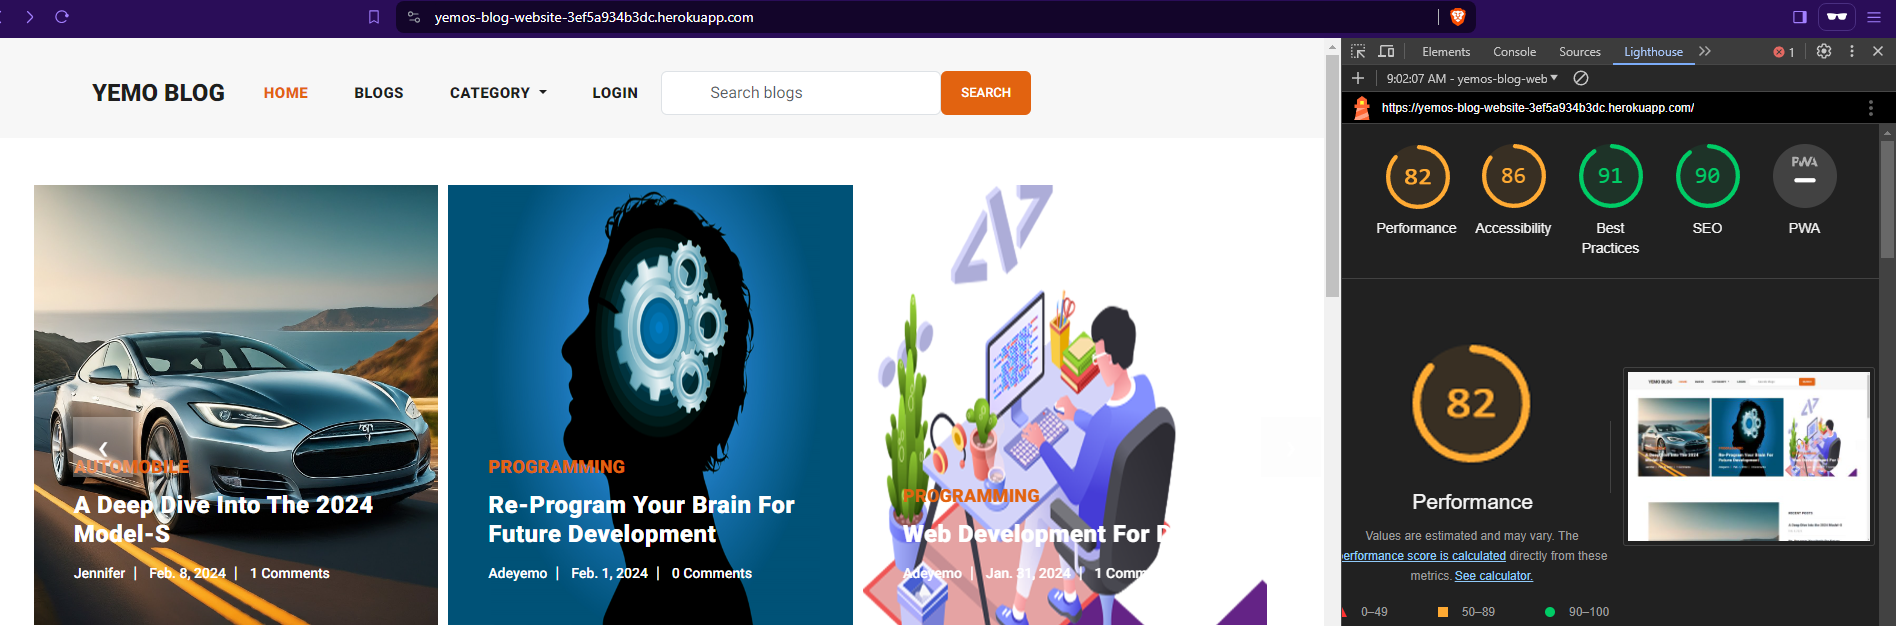 yemos-blog-website-3ef5a934b3dc.herokuapp.com
YEMO BLOG
HOME
BLOGS
CATEGORY
LOGIN
Search blogs
SEARCH
AUTOMOBILE
A Deep Dive Into The 2024
Model-S
Jennifer | Feb. 8, 2024 | 1 Comments
PROGRAMMING
Re-Program Your Brain For
Future Development
Adeyemo | Feb. 1, 2024 | 0 Comments
PROGRAMMING
Web Development For D
Adeyemo | Jan. 31, 2024 | 1 Comm
Elements
Console
Sources
Lighthouse
1
9:02:07 AM - yemos-blog-web
https://yemos-blog-website-3ef5a934b3dc.herokuapp.com/
82
Performance
86
Accessibility
91
Best
Practices
90
SEO
PWA
PWA
82
Performance
Values are estimated and may vary. The
erformance score is calculated directly from these
metrics. See calculator.
0–49
50–89
90–100
YEMO BLOG
RECENT POSTS